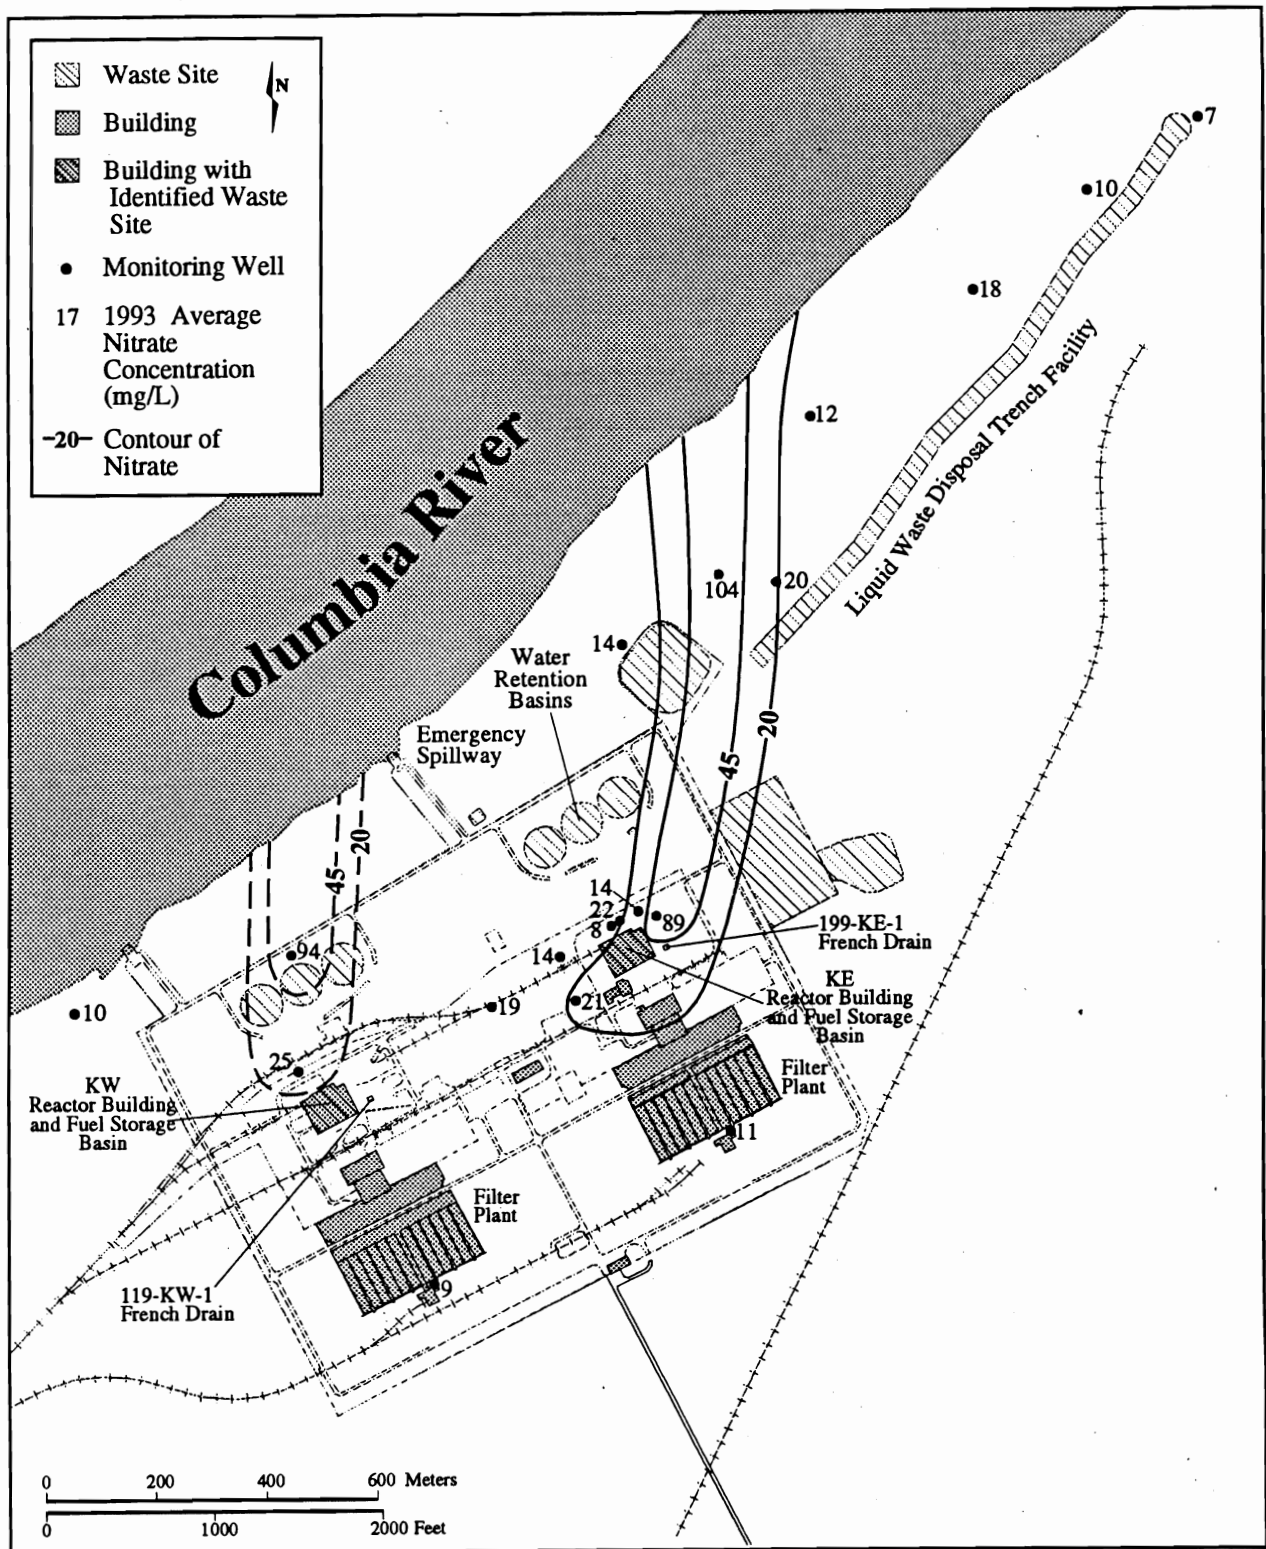 Waste Site
N
Building
Building with
Identified Waste
Site
Monitoring Well
17 1993 Average
Nitrate
Concentration
(mg/L)
-20- Contour of
Nitrate
7
10
18
12
Columbia River
Liquid Waste Disposal Trench Facility
104
20
14
Water
Retention
Basins
Emergency
Spillway
20
45
20
45
14
22
8
89
199-KE-1
French Drain
94
14
KE
Reactor Building
and Fuel Storage
Basin
10
19
21
25
KW
Reactor Building
and Fuel Storage
Basin
Filter
Plant
11
Filter
Plant
9
119-KW-1
French Drain
0 200 400 600 Meters
0 1000 2000 Feet